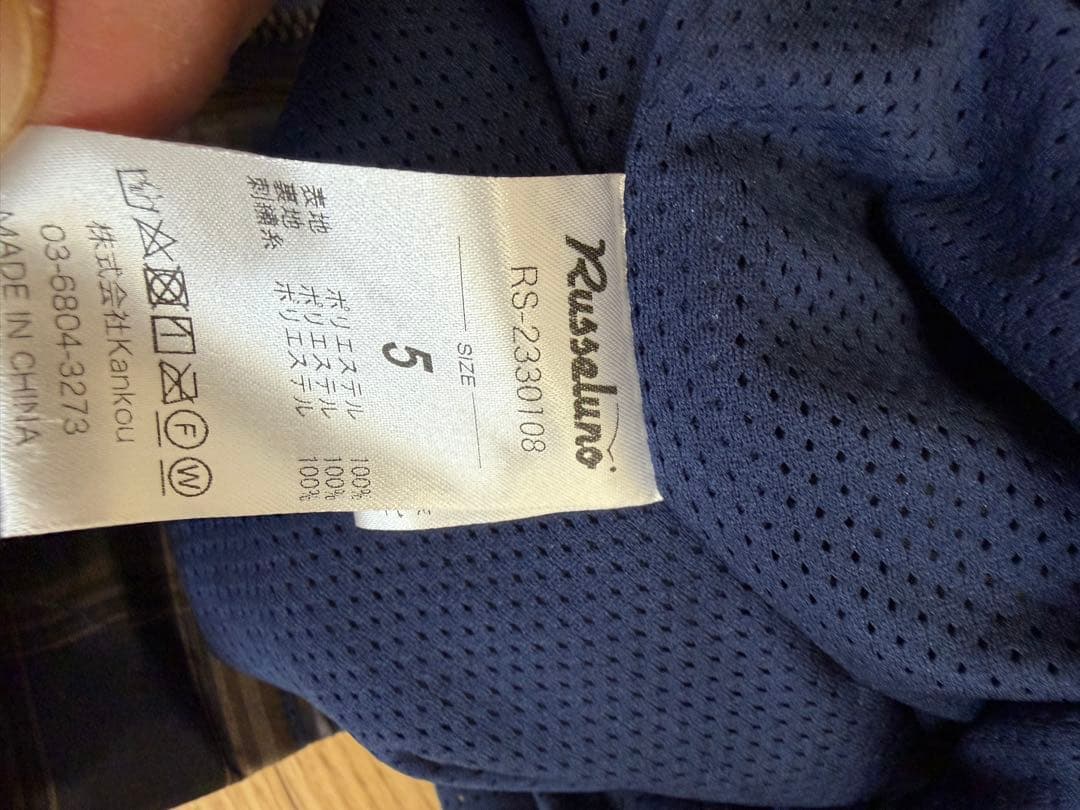 Russeluno
RS-2330108
SIZE
5
表地 ポリエステル 100%
裏地 ポリエステル 100%
刺繍糸 ポリエステル 100%
F W
株式会社Kankou
03-6804-3273
MADE IN CHINA